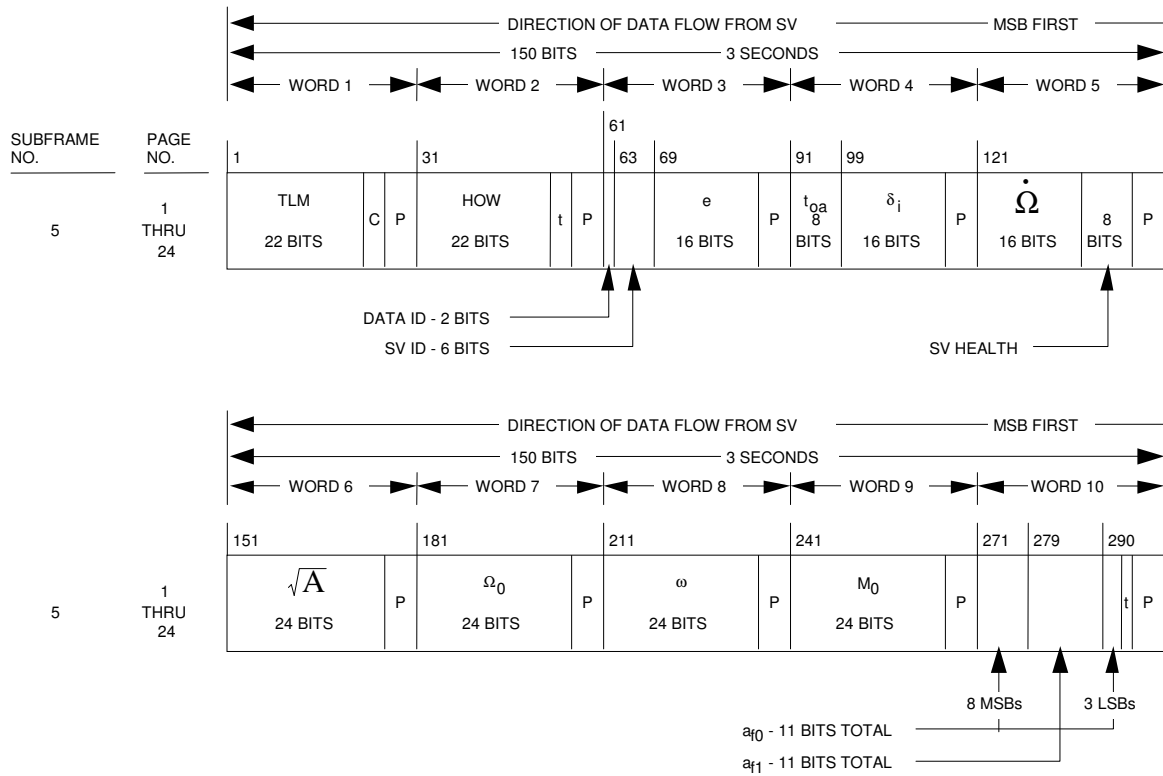 DIRECTION OF DATA FLOW FROM SV MSB FIRST
150 BITS 3 SECONDS
WORD 1 WORD 2 WORD 3 WORD 4 WORD 5
SUBFRAME NO.
PAGE NO.
1 31 61 63 69 91 99 121
5
1 THRU 24
TLM 22 BITS C P
HOW 22 BITS t P
e 16 BITS P
t_oa 8 BITS
δ_i 16 BITS P
Ω̇ 16 BITS
8 BITS P
DATA ID - 2 BITS
SV ID - 6 BITS
SV HEALTH
DIRECTION OF DATA FLOW FROM SV MSB FIRST
150 BITS 3 SECONDS
WORD 6 WORD 7 WORD 8 WORD 9 WORD 10
151 181 211 241 271 279 290
5
1 THRU 24
√A 24 BITS P
Ω_0 24 BITS P
ω 24 BITS P
M_0 24 BITS P
t P
8 MSBs 3 LSBs
a_f0 - 11 BITS TOTAL
a_f1 - 11 BITS TOTAL